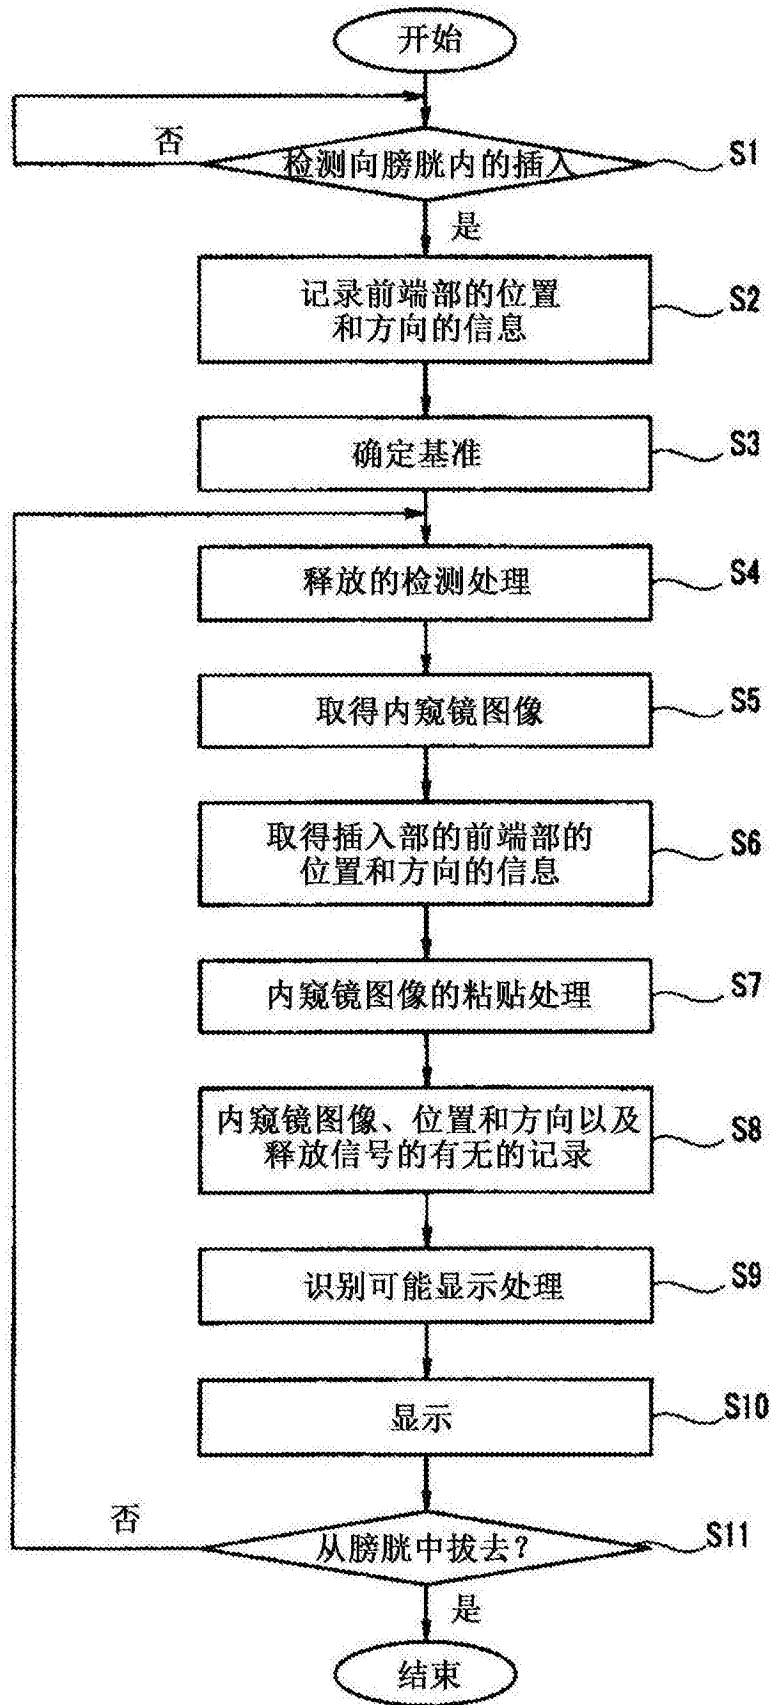 开始
否
检测向膀胱内的插入
S1
是
记录前端部的位置
和方向的信息
S2
确定基准
S3
释放的检测处理
S4
取得内窥镜图像
S5
取得插入部的前端部的
位置和方向的信息
S6
内窥镜图像的粘贴处理
S7
内窥镜图像、位置和方向以及
释放信号的有无的记录
S8
识别可能显示处理
S9
显示
S10
否
从膀胱中拔去?
S11
是
结束